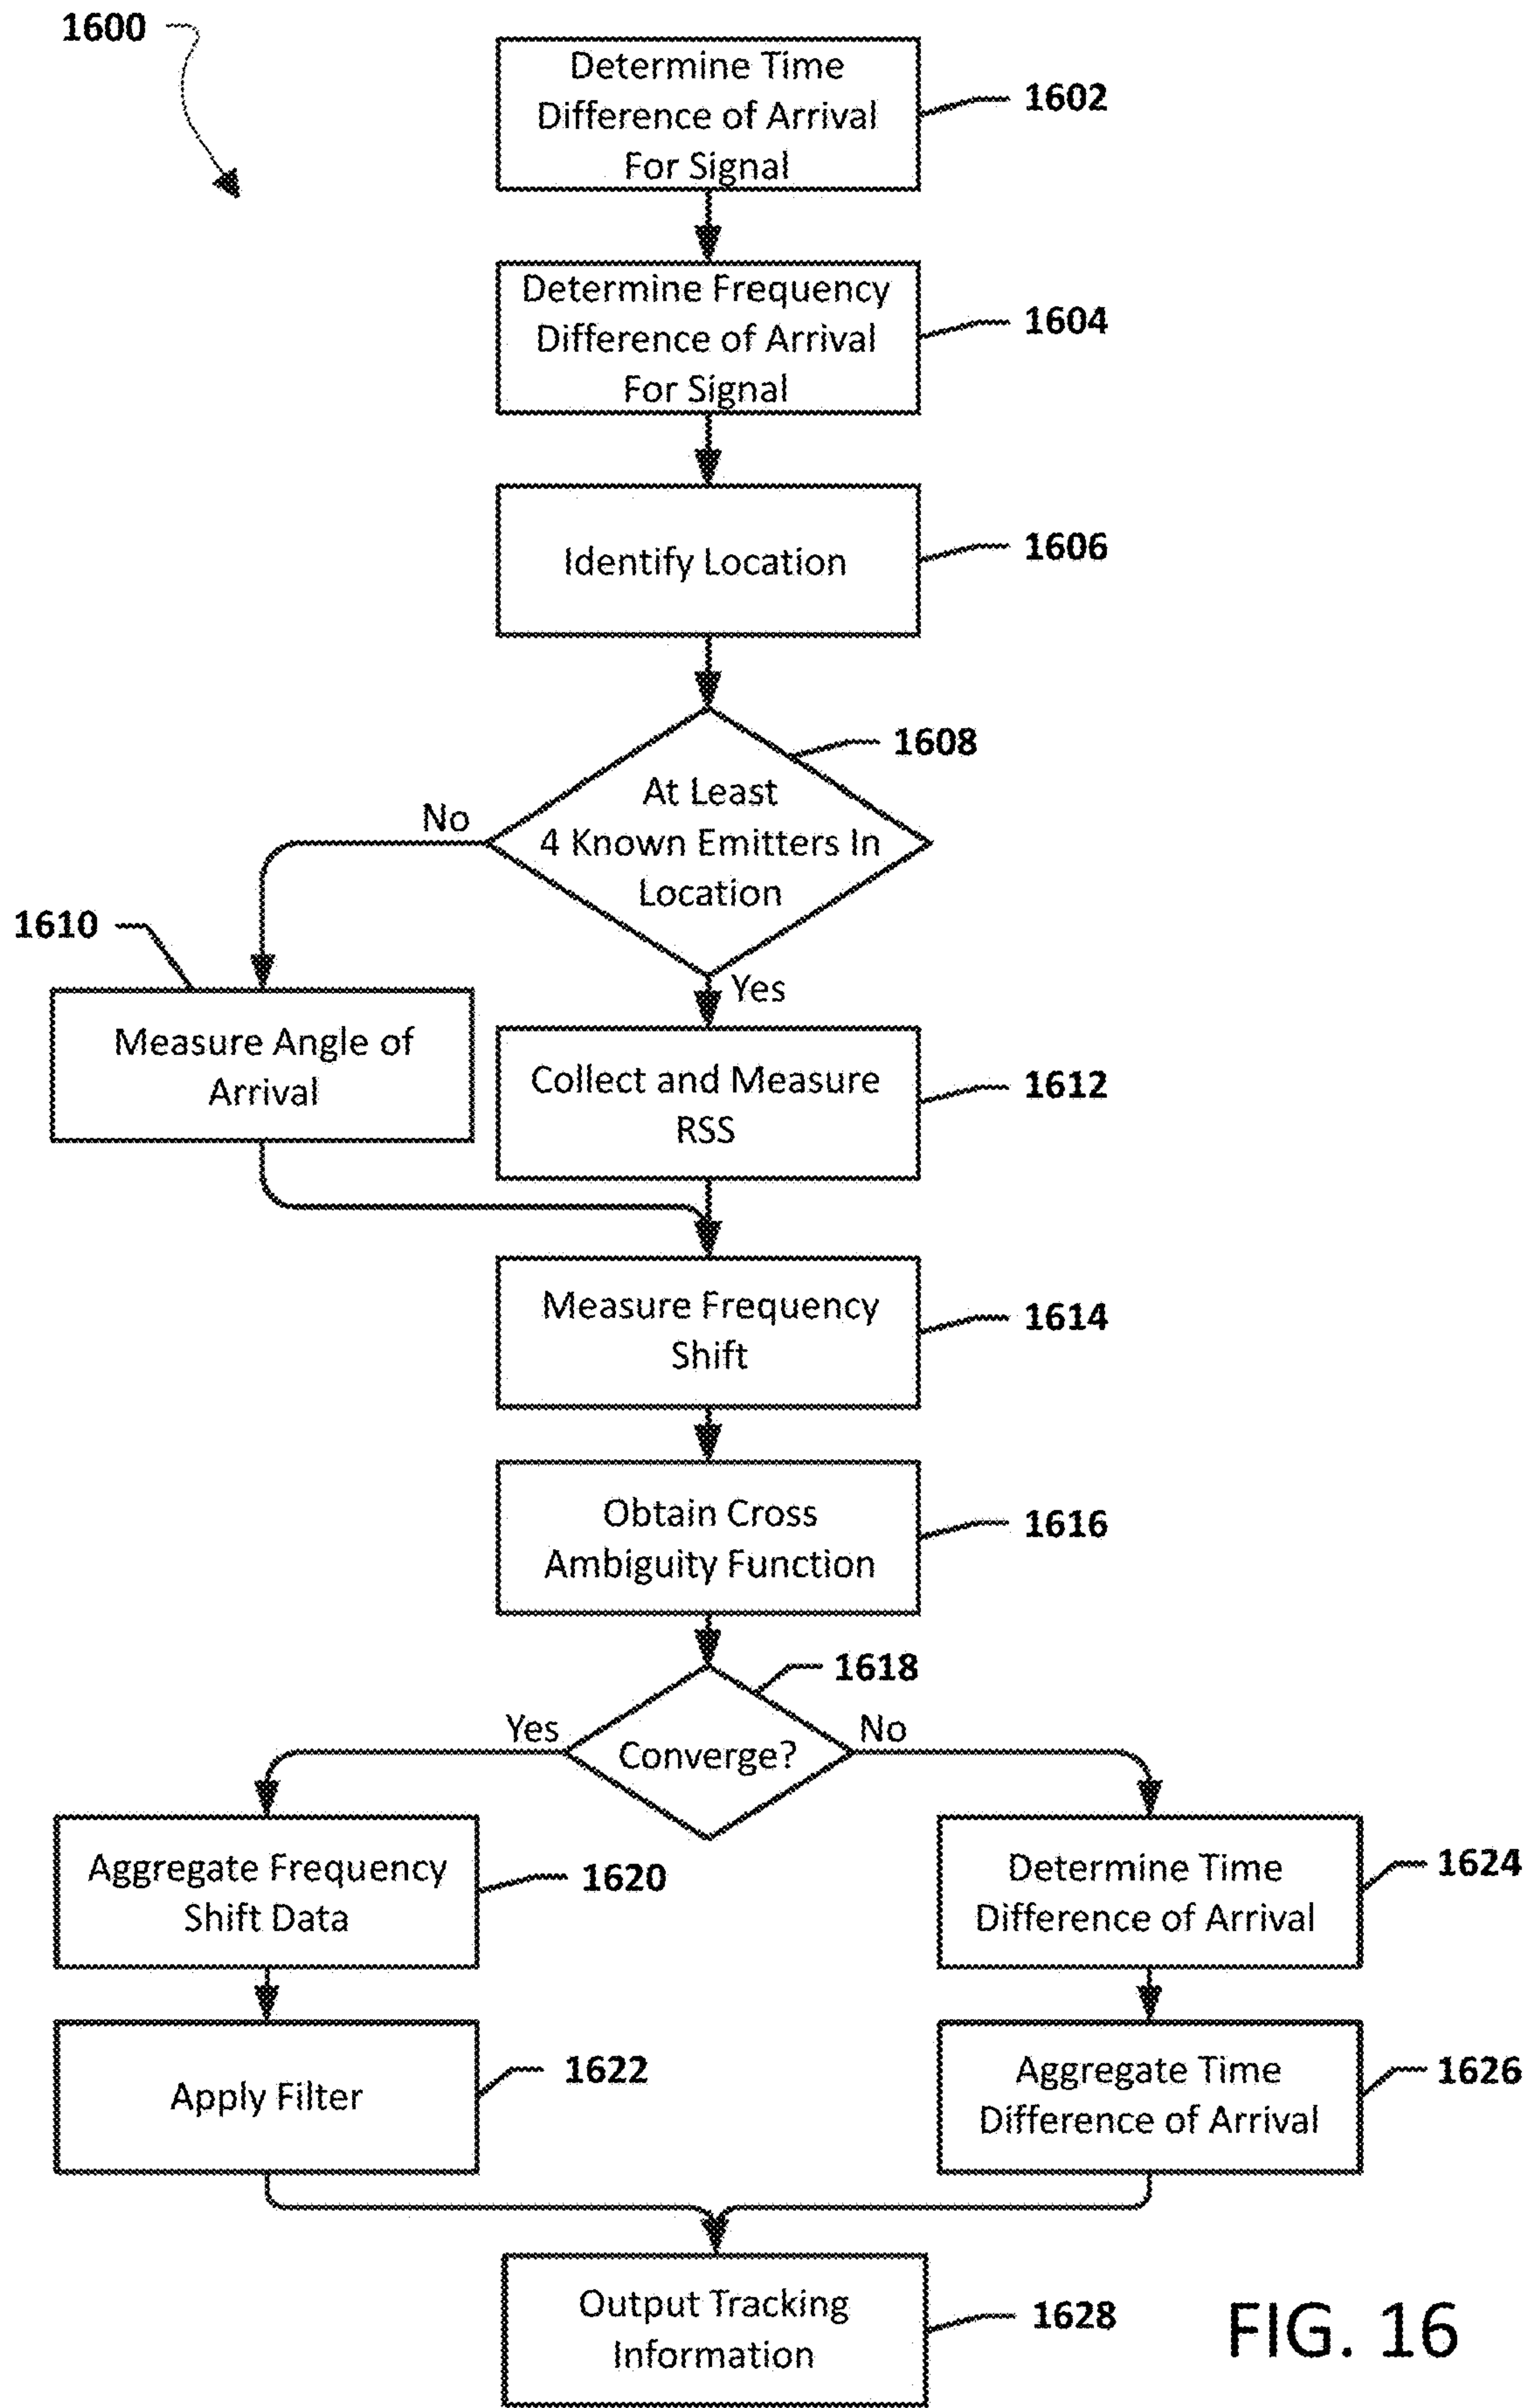 1600
Determine Time
Difference of Arrival
For Signal
1602
Determine Frequency
Difference of Arrival
For Signal
1604
Identify Location
1606
1608
At Least
4 Known Emitters In
Location
No
Yes
1610
Measure Angle of
Arrival
Collect and Measure
RSS
1612
Measure Frequency
Shift
1614
Obtain Cross
Ambiguity Function
1616
1618
Converge?
Yes
No
Aggregate Frequency
Shift Data
1620
Determine Time
Difference of Arrival
1624
Apply Filter
1622
Aggregate Time
Difference of Arrival
1626
Output Tracking
Information
1628
FIG. 16